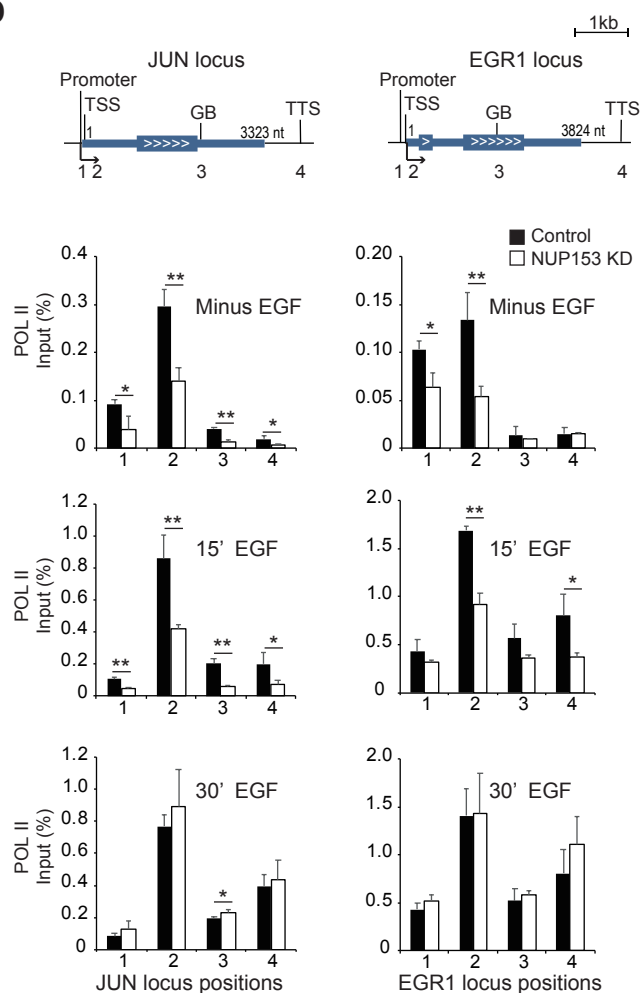 1kb
JUN locus
EGR1 locus
Promoter
TSS
1
GB
3323 nt
TTS
>>>>>
1 2
3
4
Promoter
TSS
1
GB
3824 nt
TTS
>
>>>>>>
1 2
3
4
Control
NUP153 KD
POL II
Input (%)
0.4
0.3
0.2
0.1
0
Minus EGF
*
**
**
*
1 2 3 4
0.20
0.15
0.10
0.05
0
Minus EGF
*
**
1 2 3 4
POL II
Input (%)
1.2
1.0
0.8
0.6
0.4
0.2
0
15’ EGF
**
**
**
*
1 2 3 4
2.0
1.5
1.0
0.5
0
15’ EGF
**
*
1 2 3 4
POL II
Input (%)
1.2
1.0
0.8
0.6
0.4
0.2
0
30’ EGF
*
1 2 3 4
JUN locus positions
2.0
1.5
1.0
0.5
0
30’ EGF
1 2 3 4
EGR1 locus positions